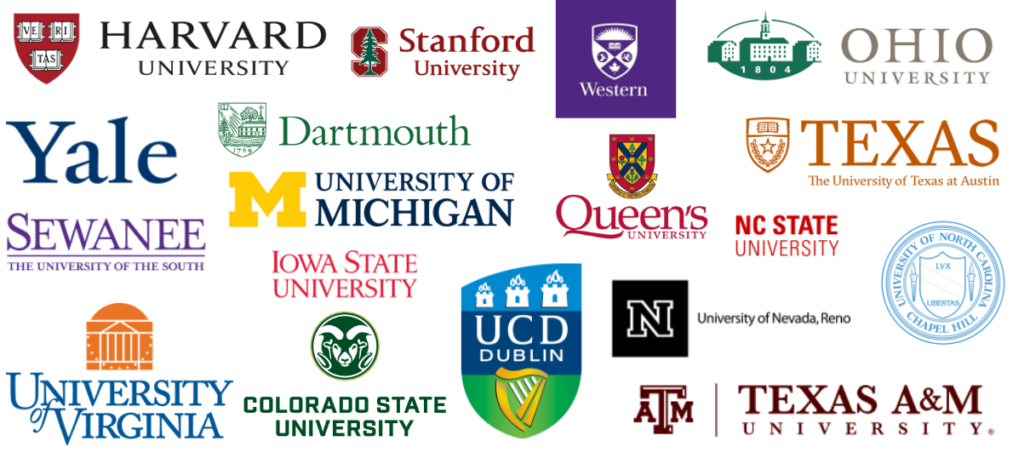 VE RI
TAS
HARVARD
UNIVERSITY
S
Stanford
University
Western
1804
OHIO
UNIVERSITY
Yale
1769
Dartmouth
TEXAS
The University of Texas at Austin
M
UNIVERSITY OF
MICHIGAN
Queen's
UNIVERSITY
SEWANEE
THE UNIVERSITY OF THE SOUTH
NC STATE
UNIVERSITY
UNIVERSITY OF NORTH CAROLINA
LVX
LIBERTAS
CHAPEL HILL
IOWA STATE
UNIVERSITY
UCD
DUBLIN
N
University of Nevada, Reno
UNIVERSITY
of VIRGINIA
COLORADO STATE
UNIVERSITY
ATM
TEXAS A&M
UNIVERSITY®